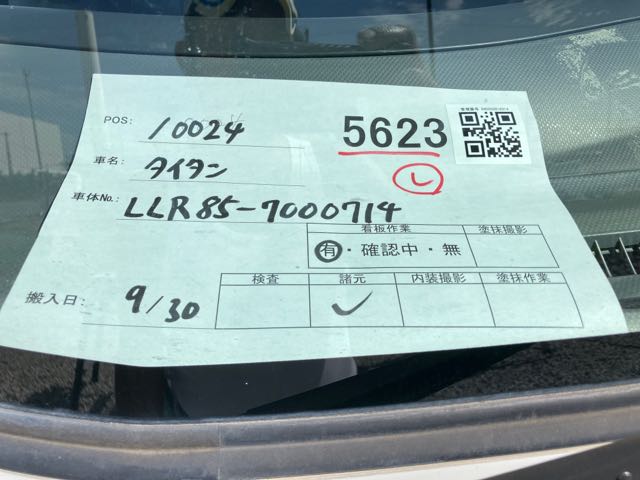 POS: 10024
5623
車名: タイタン
レ
車体No.: LLR85-7000714
看板作業 塗抹撮影
有・確認中・無
検査 諸元 内装撮影 塗抹作業
搬入日: 9/30 ✓